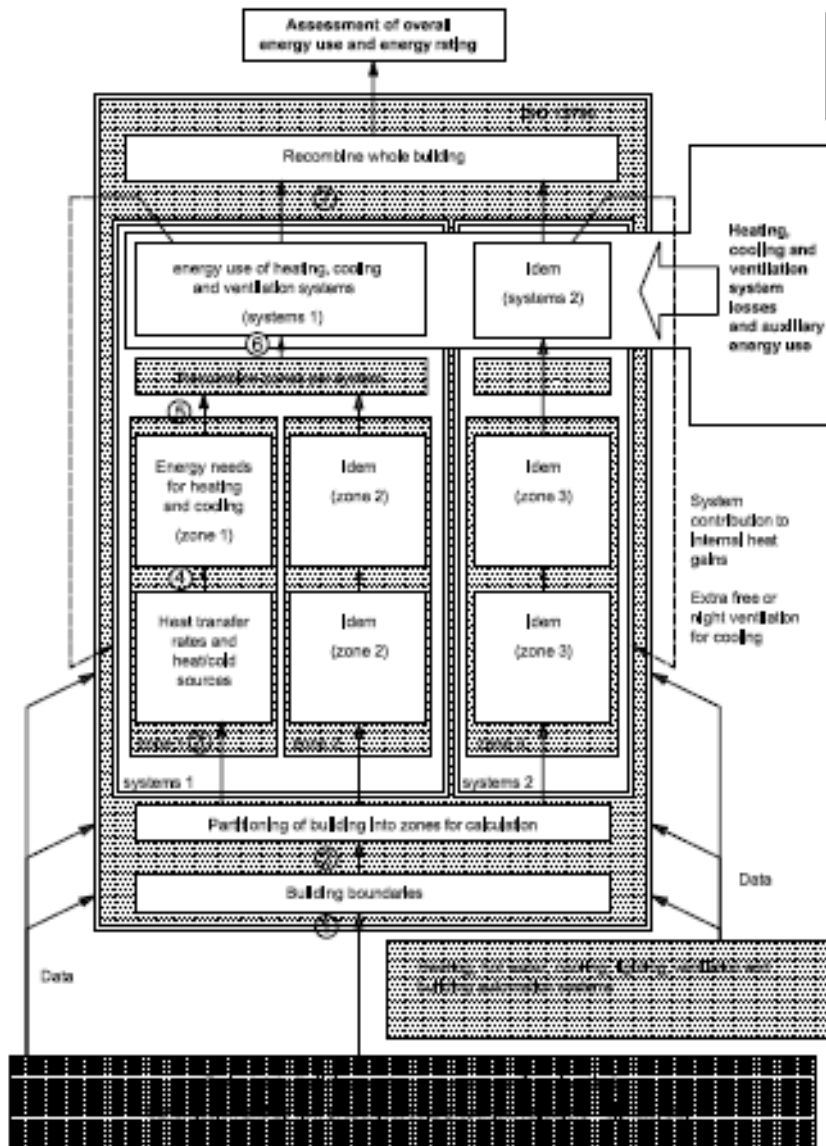 Assessment of overall
energy use and energy rating
Recombine whole building
7
energy use of heating, cooling
and ventilation systems
(systems 1)
Idem
(systems 2)
Heating,
cooling and
ventilation
system
losses
and auxiliary
energy use
6
5
Energy needs
for heating
and cooling
(zone 1)
Idem
(zone 2)
Idem
(zone 3)
System
contribution to
internal heat
gains
4
Heat transfer
rates and
heat/cold
sources
Idem
(zone 2)
Idem
(zone 3)
Extra free or
night ventilation
for cooling
systems 1
systems 2
Partitioning of building into zones for calculation
Building boundaries
Data
Data